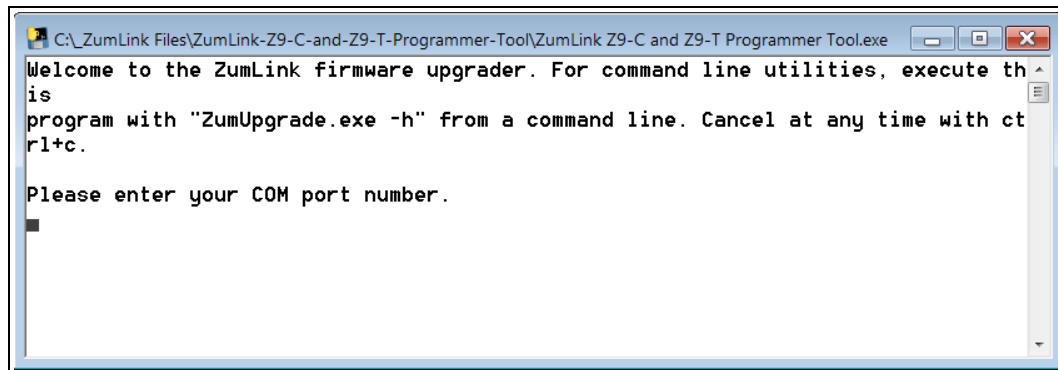 C:\_ZumLink Files\ZumLink-Z9-C-and-Z9-T-Programmer-Tool\ZumLink Z9-C and Z9-T Programmer Tool.exe
Welcome to the ZumLink firmware upgrader. For command line utilities, execute th
is
program with "ZumUpgrade.exe -h" from a command line. Cancel at any time with ct
rl+c.
Please enter your COM port number.